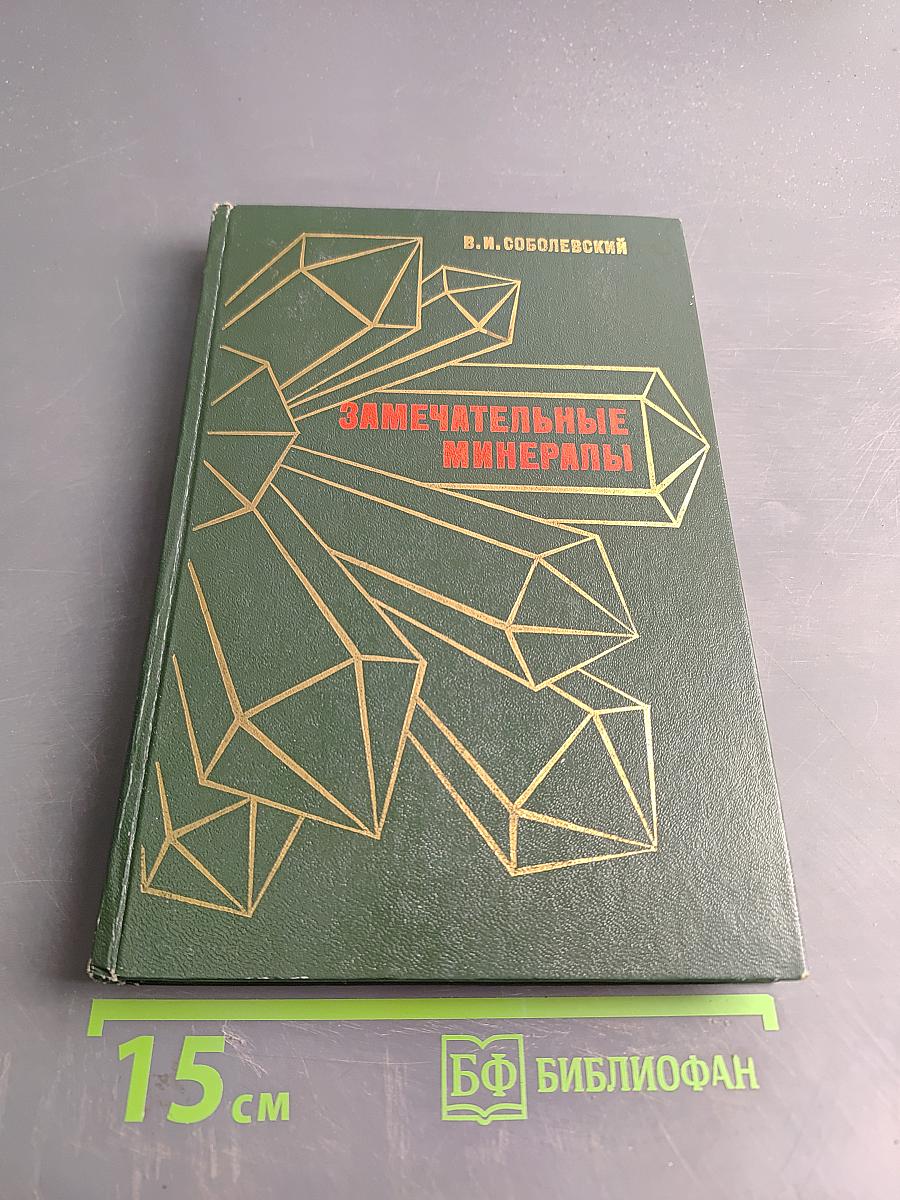 В.И.СОБОЛЕВСКИЙ
ЗАМЕЧАТЕЛЬНЫЕ
МИНЕРАЛЫ
15 см
БФ БИБЛИОФАН